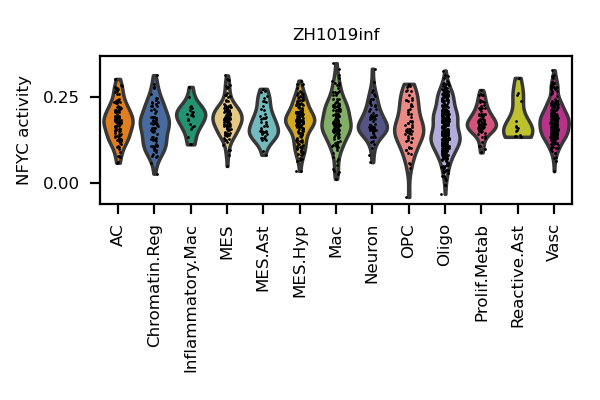 ZH1019inf
NFYC activity
0.25
0.00
AC
Chromatin.Reg
Inflammatory.Mac
MES
MES.Ast
MES.Hyp
Mac
Neuron
OPC
Oligo
Prolif.Metab
Reactive.Ast
Vasc